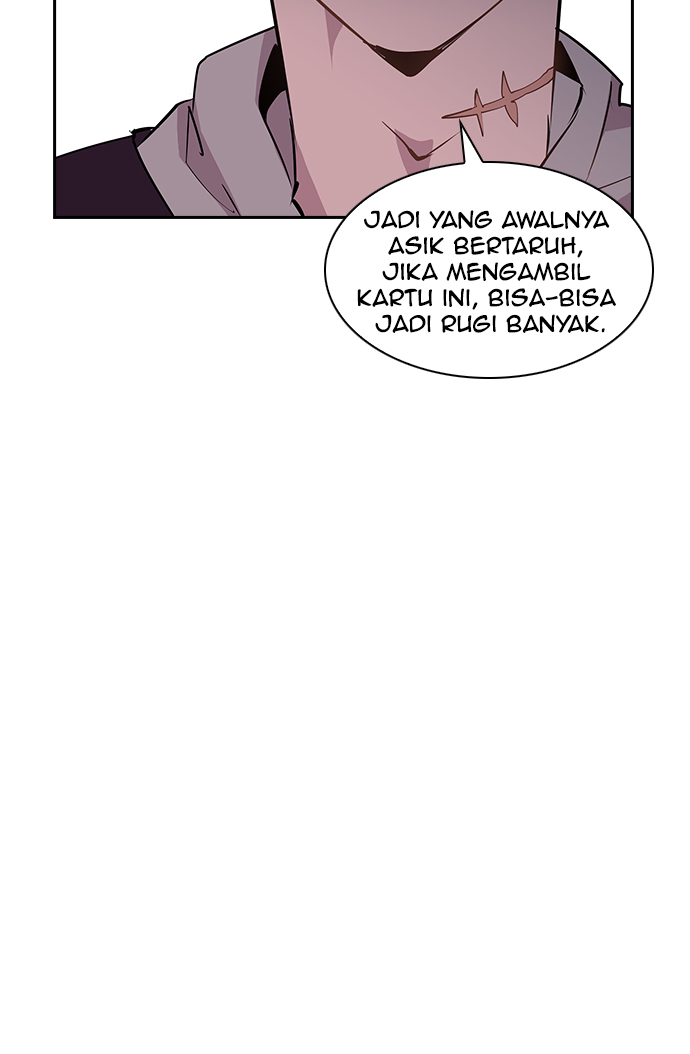 JADI YANG AWALNYA
ASIK BERTARUH,
JIKA MENGAMBIL
KARTU INI, BISA-BISA
JADI RUGI BANYAK.